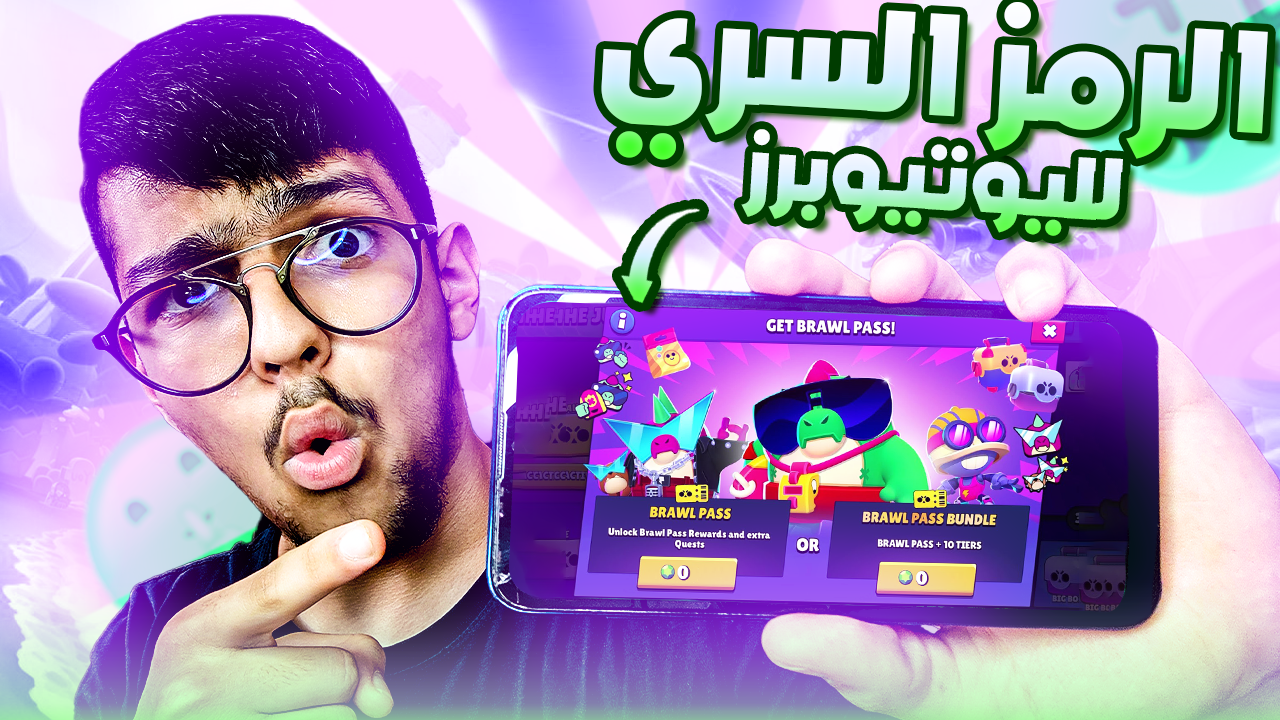 الرمز السري
لليوتيوبرز
GET BRAWL PASS!
BRAWL PASS
Unlock Brawl Pass Rewards and extra
Quests
0
OR
BRAWL PASS BUNDLE
BRAWL PASS + 10 TIERS
0